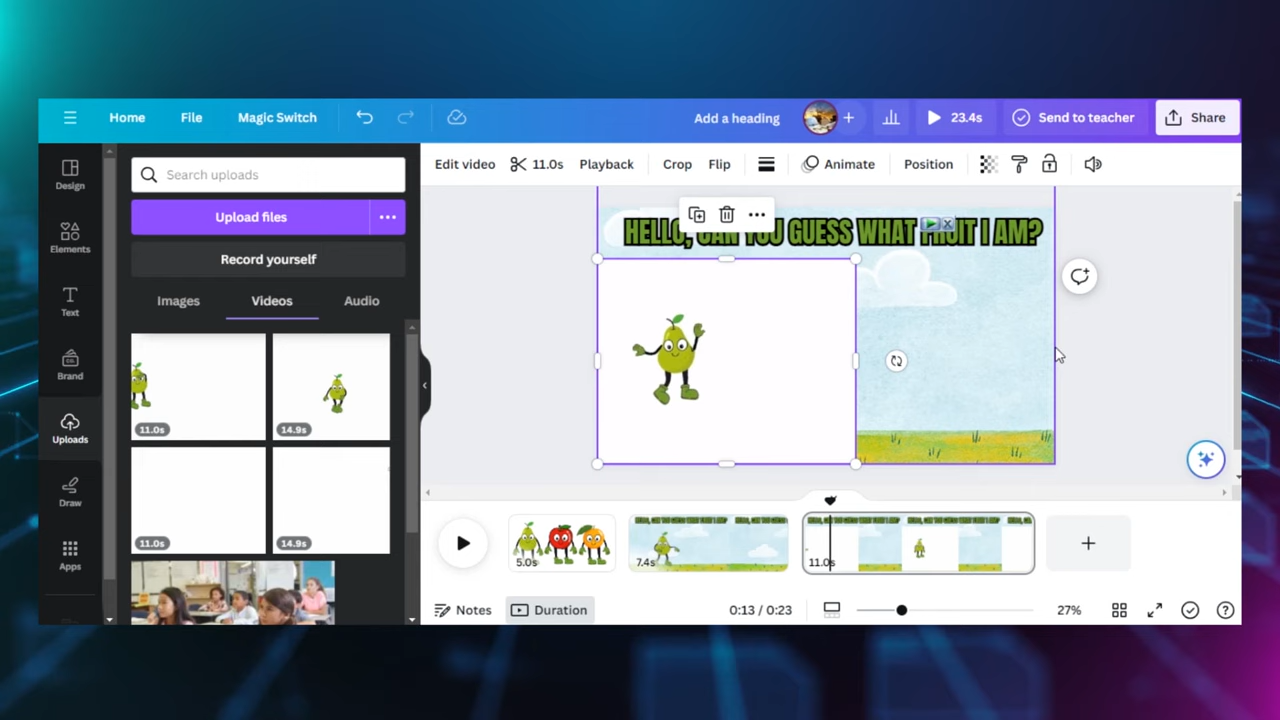 Home File Magic Switch Add a heading 23.4s Send to teacher Share
Design
Elements
Text
Brand
Uploads
Draw
Apps
Search uploads
Upload files
Record yourself
Images Videos Audio
11.0s 14.9s
11.0s 14.9s
Edit video 11.0s Playback Crop Flip Animate Position
HELLO, CAN YOU GUESS WHAT FRUIT I AM?
5.0s 7.4s 11.0s
Notes Duration 0:13 / 0:23 27%